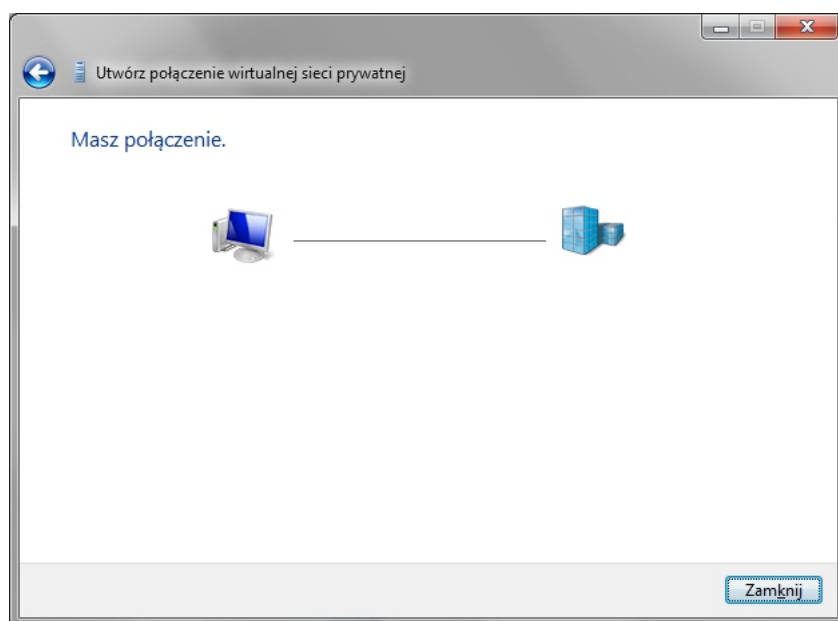 Utwórz połączenie wirtualnej sieci prywatnej
Masz połączenie.
Zamknij